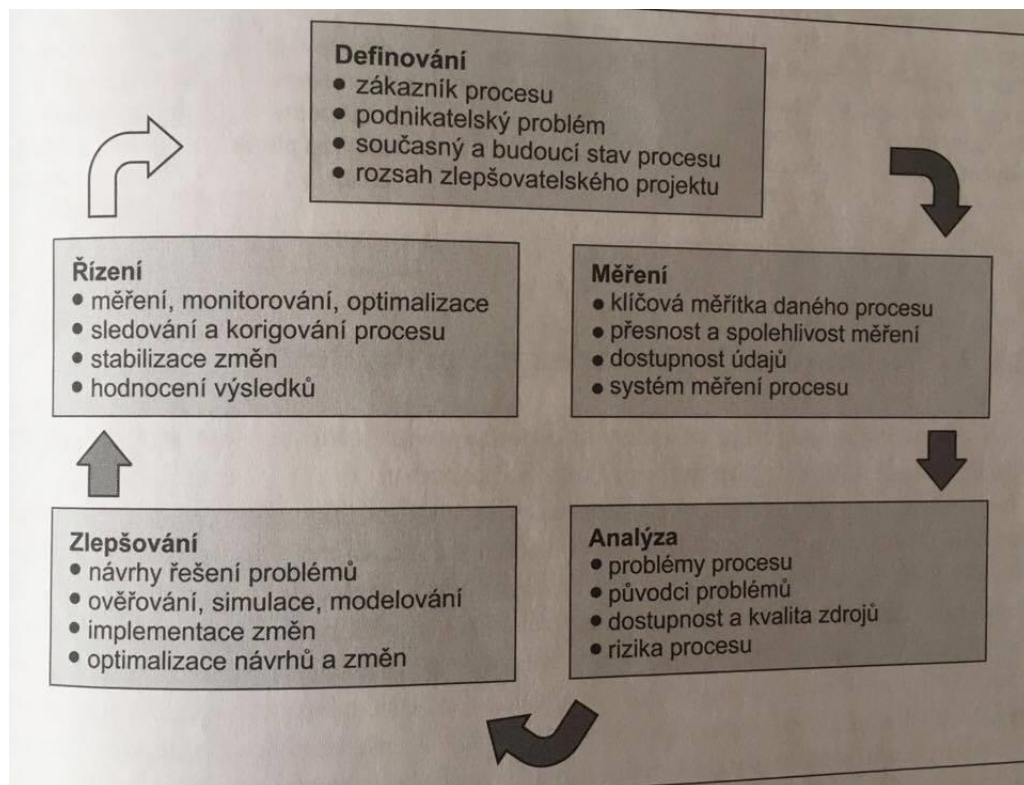 Definování
• zákazník procesu
• podnikatelský problém
• současný a budoucí stav procesu
• rozsah zlepšovatelského projektu
Měření
• klíčová měřítka daného procesu
• přesnost a spolehlivost měření
• dostupnost údajů
• systém měření procesu
Analýza
• problémy procesu
• původci problémů
• dostupnost a kvalita zdrojů
• rizika procesu
Zlepšování
• návrhy řešení problémů
• ověřování, simulace, modelování
• implementace změn
• optimalizace návrhů a změn
Řízení
• měření, monitorování, optimalizace
• sledování a korigování procesu
• stabilizace změn
• hodnocení výsledků